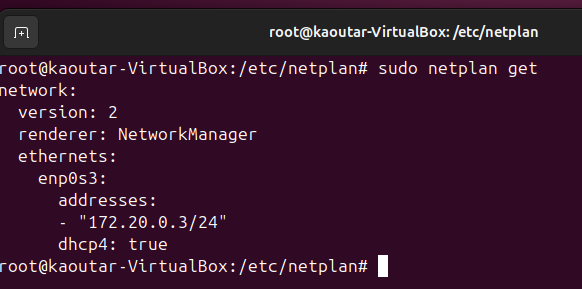 root@kaoutar-VirtualBox: /etc/netplan
root@kaoutar-VirtualBox:/etc/netplan# sudo netplan get
network:
  version: 2
  renderer: NetworkManager
  ethernets:
    enp0s3:
      addresses:
      - "172.20.0.3/24"
      dhcp4: true
root@kaoutar-VirtualBox:/etc/netplan#